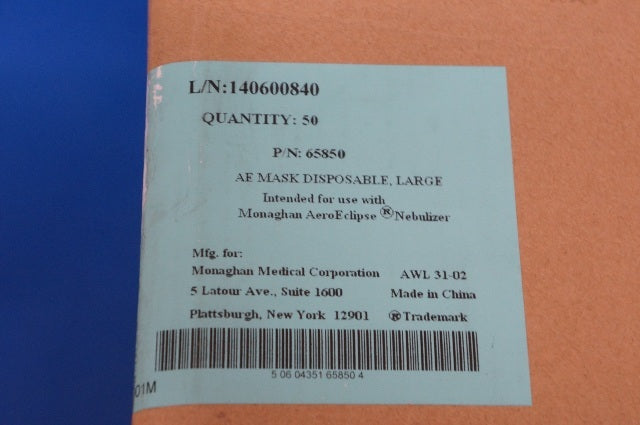 L/N:140600840
QUANTITY: 50
P/N: 65850
AE MASK DISPOSABLE, LARGE
Intended for use with
Monaghan AeroEclipse ® Nebulizer
Mfg. for:
Monaghan Medical Corporation AWL 31-02
5 Latour Ave., Suite 1600 Made in China
Plattsburgh, New York 12901 ® Trademark
5 06 04351 65850 4
01M